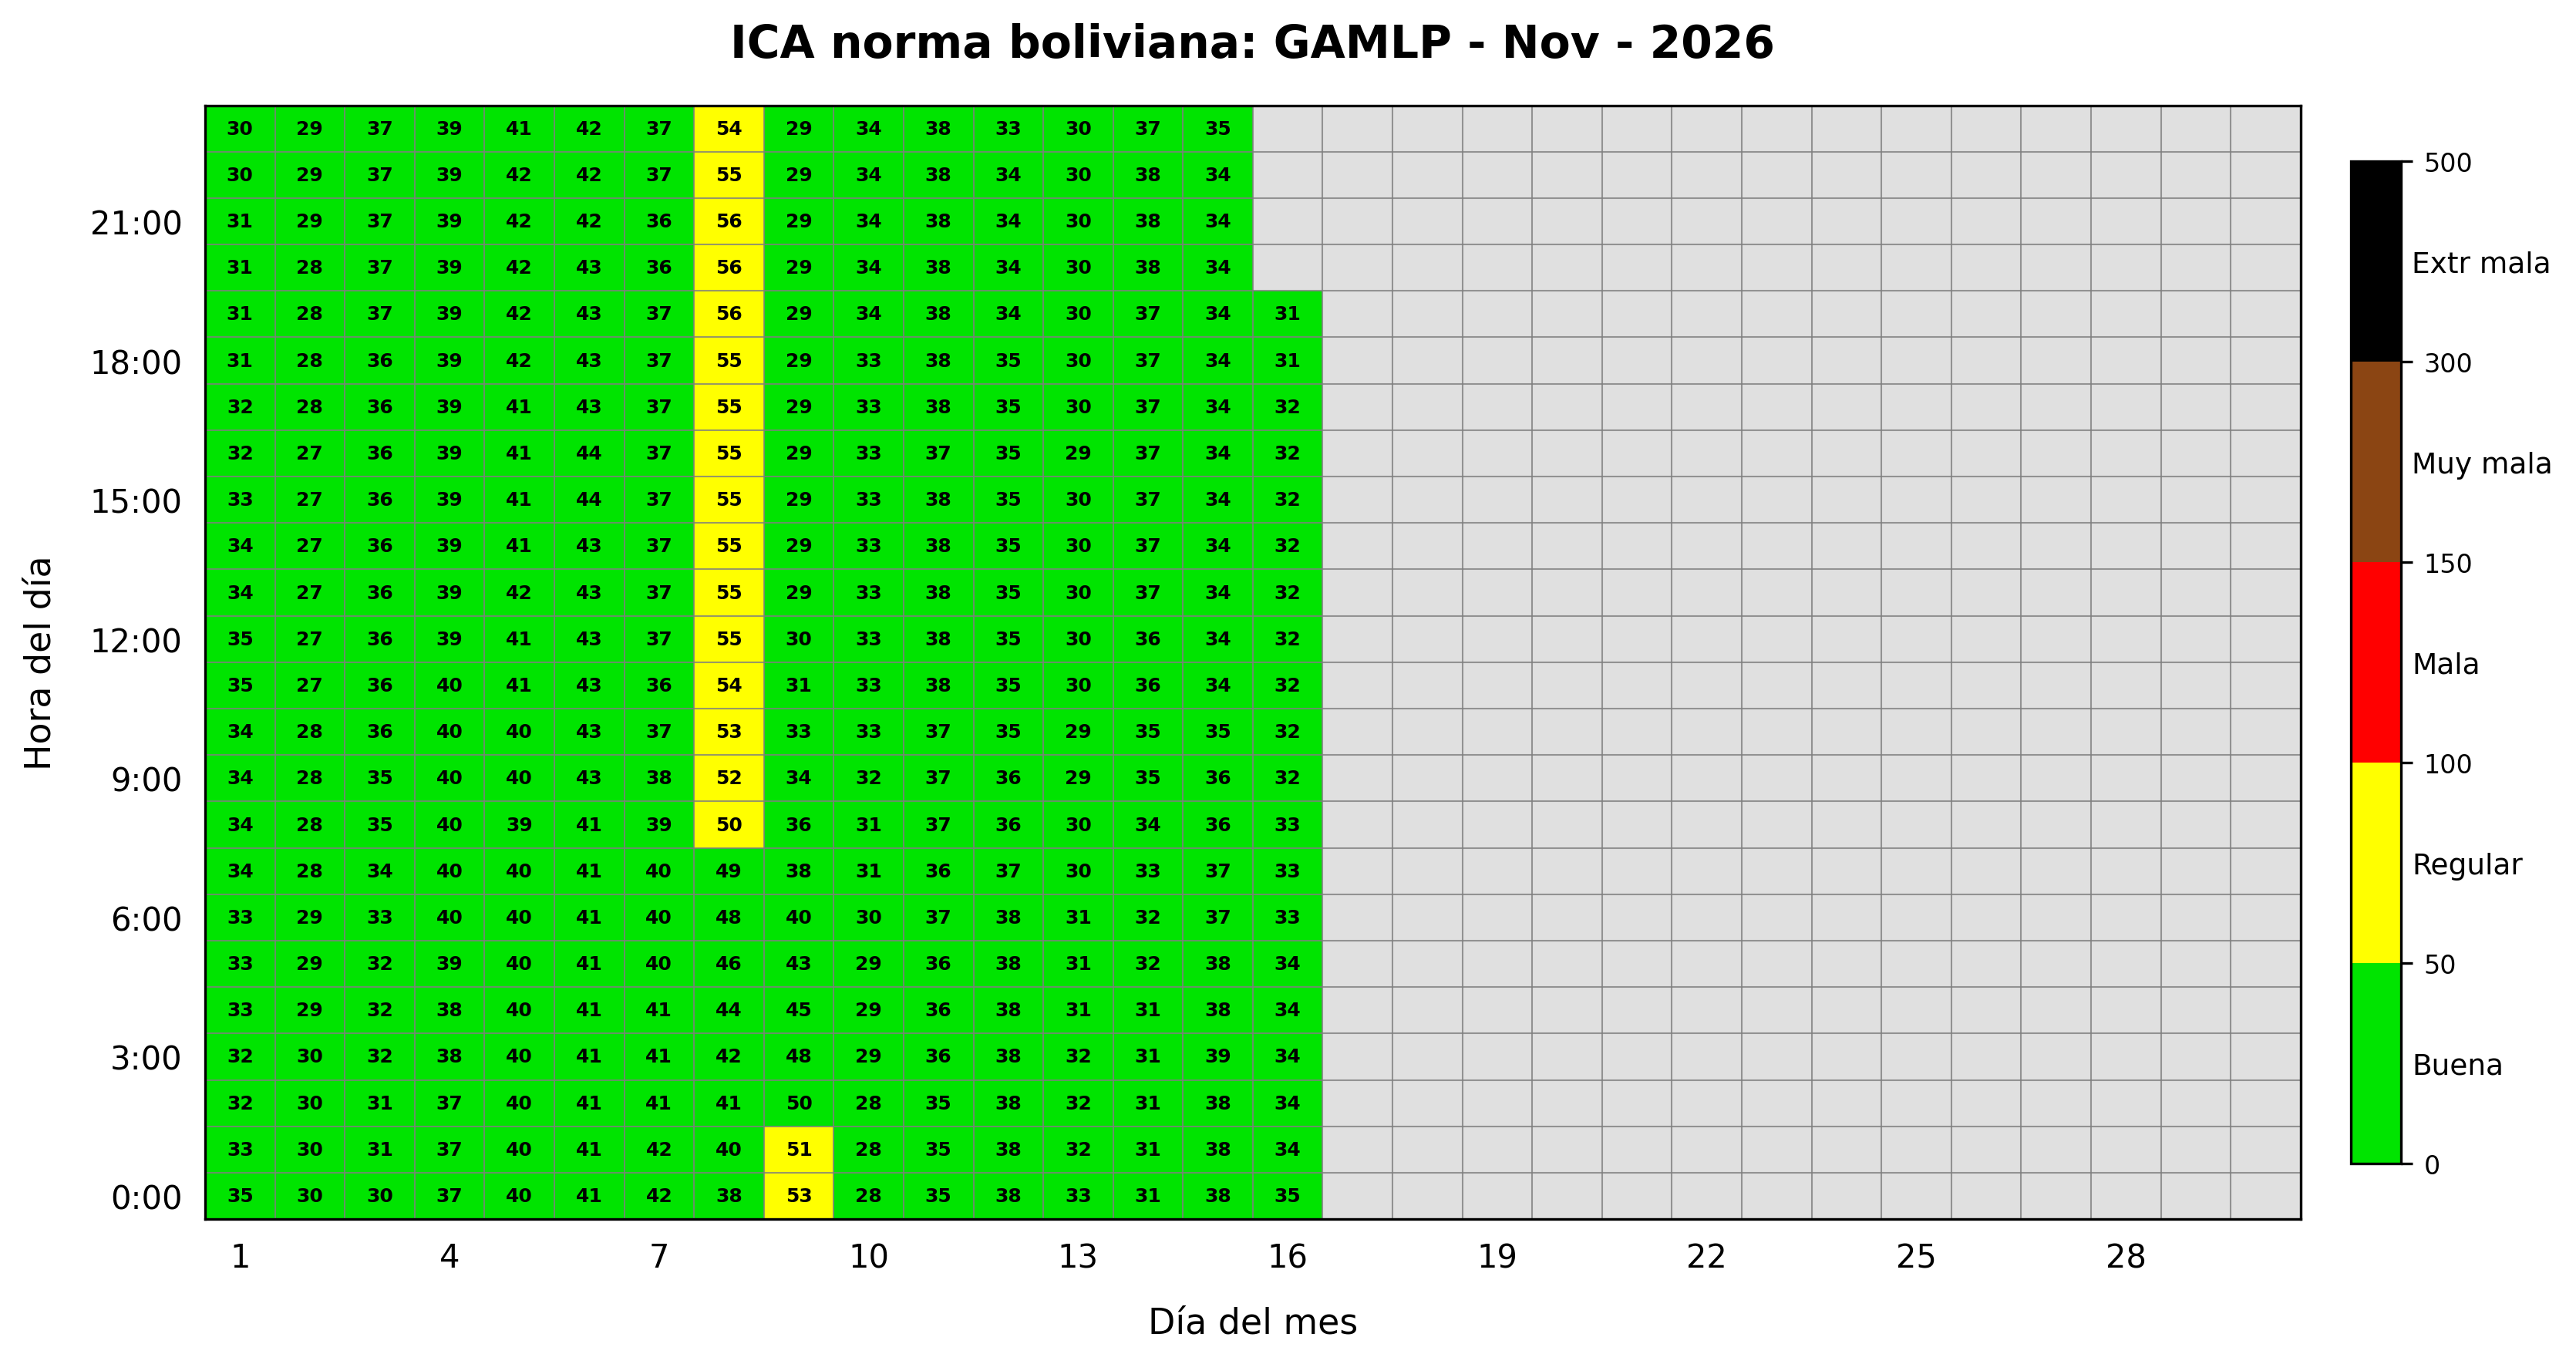 ICA norma boliviana: GAMLP - Nov - 2026
30 29 37 39 41 42 37 54 29 34 38 33 30 37 35
30 29 37 39 42 42 37 55 29 34 38 34 30 38 34
21:00 31 29 37 39 42 42 36 56 29 34 38 34 30 38 34
31 28 37 39 42 43 36 56 29 34 38 34 30 38 34
31 28 37 39 42 43 37 56 29 34 38 34 30 37 34 31
18:00 31 28 36 39 42 43 37 55 29 33 38 35 30 37 34 31
32 28 36 39 41 43 37 55 29 33 38 35 30 37 34 32
32 27 36 39 41 44 37 55 29 33 37 35 29 37 34 32
15:00 33 27 36 39 41 44 37 55 29 33 38 35 30 37 34 32
34 27 36 39 41 43 37 55 29 33 38 35 30 37 34 32
34 27 36 39 42 43 37 55 29 33 38 35 30 37 34 32
12:00 35 27 36 39 41 43 37 55 30 33 38 35 30 36 34 32
35 27 36 40 41 43 36 54 31 33 38 35 30 36 34 32
34 28 36 40 40 43 37 53 33 33 37 35 29 35 35 32
9:00 34 28 35 40 40 43 38 52 34 32 37 36 29 35 36 32
34 28 35 40 39 41 39 50 36 31 37 36 30 34 36 33
34 28 34 40 40 41 40 49 38 31 36 37 30 33 37 33
6:00 33 29 33 40 40 41 40 48 40 30 37 38 31 32 37 33
33 29 32 39 40 41 40 46 43 29 36 38 31 32 38 34
33 29 32 38 40 41 41 44 45 29 36 38 31 31 38 34
3:00 32 30 32 38 40 41 41 42 48 29 36 38 32 31 39 34
32 30 31 37 40 41 41 41 50 28 35 38 32 31 38 34
33 30 31 37 40 41 42 40 51 28 35 38 32 31 38 34
0:00 35 30 30 37 40 41 42 38 53 28 35 38 33 31 38 35
1 4 7 10 13 16 19 22 25 28
Día del mes
Hora del día
500
Extr mala
300
Muy mala
150
Mala
100
Regular
50
Buena
0